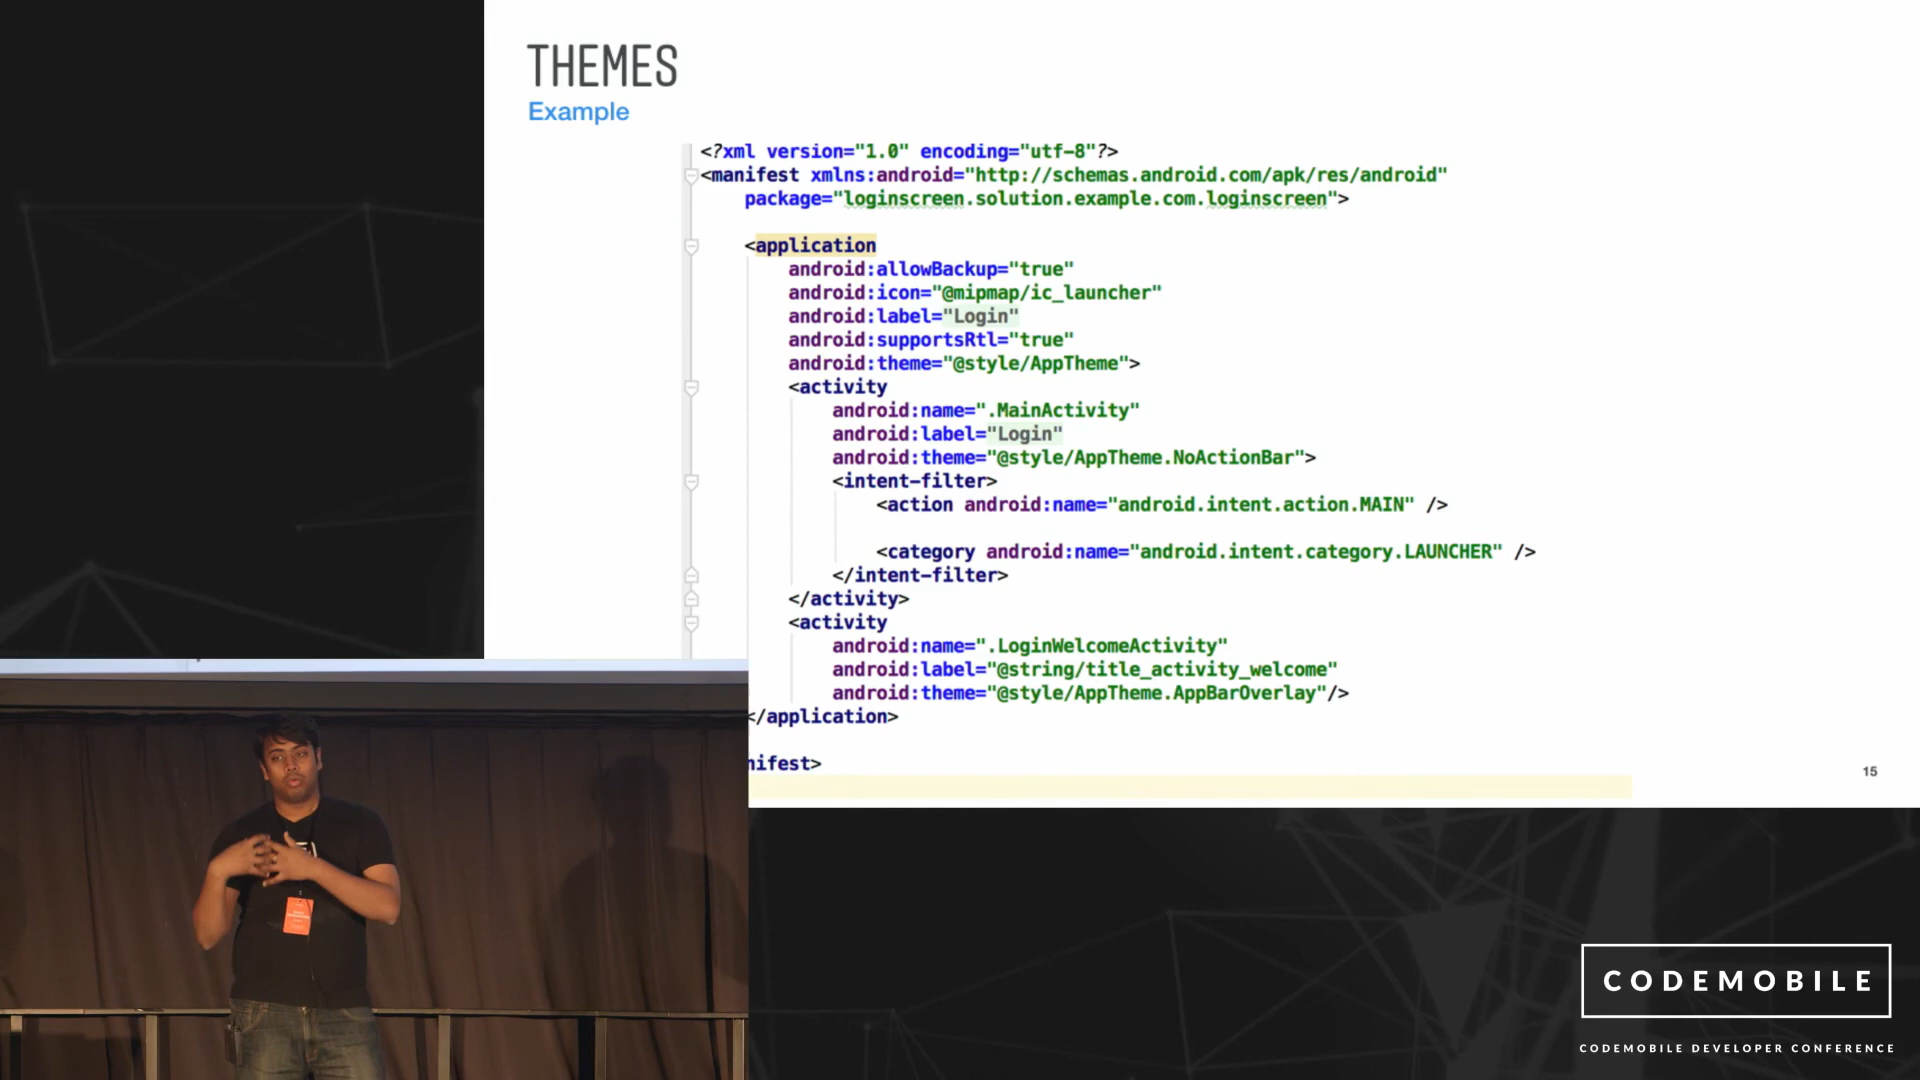 THEMES
Example
<?xml version="1.0" encoding="utf-8"?>
<manifest xmlns:android="http://schemas.android.com/apk/res/android"
package="loginscreen.solution.example.com.loginscreen">
<application
android:allowBackup="true"
android:icon="@mipmap/ic_launcher"
android:label="Login"
android:supportsRtl="true"
android:theme="@style/AppTheme">
<activity
android:name=".MainActivity"
android:label="Login"
android:theme="@style/AppTheme.NoActionBar">
<intent-filter>
<action android:name="android.intent.action.MAIN" />
<category android:name="android.intent.category.LAUNCHER" />
</intent-filter>
</activity>
<activity
android:name=".LoginWelcomeActivity"
android:label="@string/title_activity_welcome"
android:theme="@style/AppTheme.AppBarOverlay"/>
</application>
nifest>
15
CODEMOBILE
CODEMOBILE DEVELOPER CONFERENCE